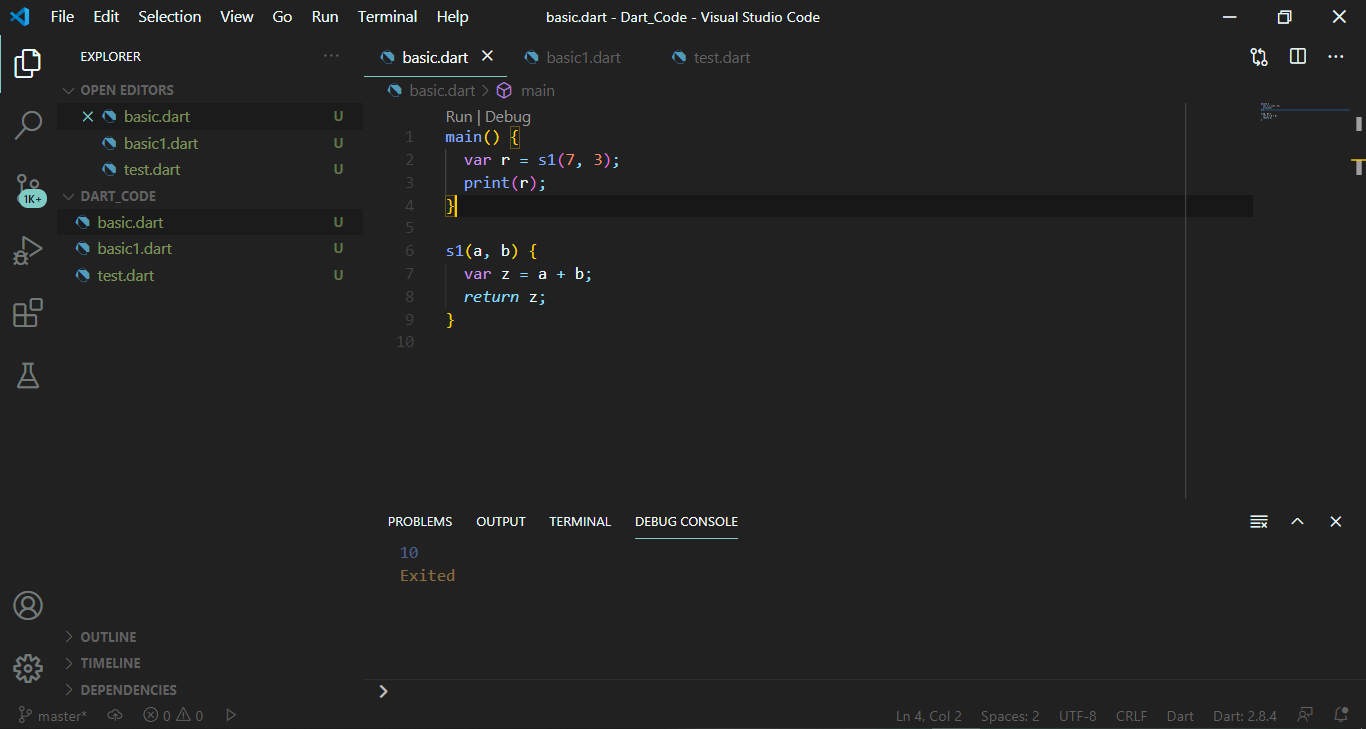 File Edit Selection View Go Run Terminal Help basic.dart - Dart_Code - Visual Studio Code
EXPLORER
OPEN EDITORS
basic.dart U
basic1.dart U
test.dart U
1K+
DART_CODE
basic.dart U
basic1.dart U
test.dart U
OUTLINE
TIMELINE
DEPENDENCIES
basic.dart basic1.dart test.dart
basic.dart main
Run | Debug
1 main() {
2 var r = s1(7, 3);
3 print(r);
4 }
5
6 s1(a, b) {
7 var z = a + b;
8 return z;
9 }
10
PROBLEMS OUTPUT TERMINAL DEBUG CONSOLE
10
Exited
master* 0 0 Ln 4, Col 2 Spaces: 2 UTF-8 CRLF Dart Dart: 2.8.4